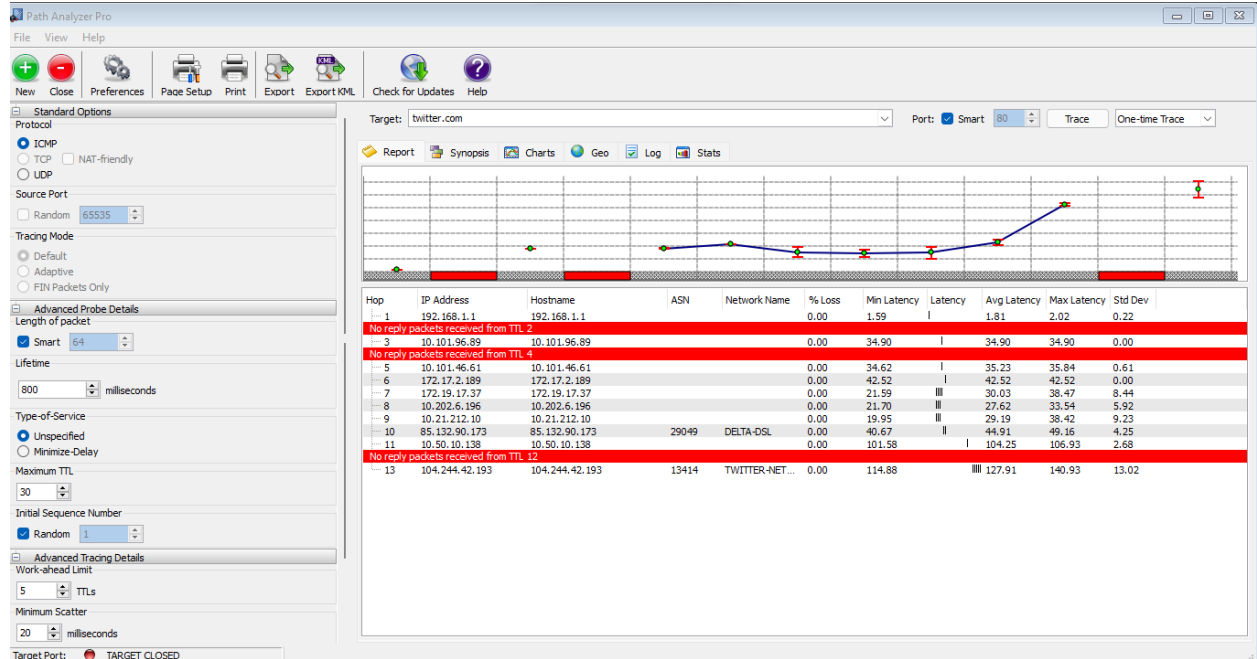 Path Analyzer Pro
File View Help
New Close Preferences Page Setup Print Export KML Export KML Check for Updates Help
Standard Options
Protocol
ICMP
TCP NAT-friendly
UDP
Source Port
Random 65535
Tracing Mode
Default
Adaptive
FIN Packets Only
Advanced Probe Details
Length of packet
Smart 64
Lifetime
800 milliseconds
Type-of-Service
Unspecified
Minimize-Delay
Maximum TTL
30
Initial Sequence Number
Random 1
Advanced Tracing Details
Work-ahead Limit
5 TTLs
Minimum Scatter
20 milliseconds
Target Port: TARGET CLOSED
Target: twitter.com Port: Smart 80 Trace One-time Trace
Report Synopsis Charts Geo Log Stats
Hop IP Address Hostname ASN Network Name % Loss Min Latency Latency Avg Latency Max Latency Std Dev
1 192.168.1.1 192.168.1.1 0.00 1.59 1.81 2.02 0.22
No reply packets received from TTL 2
3 10.101.96.89 10.101.96.89 0.00 34.90 34.90 34.90 0.00
No reply packets received from TTL 4
5 10.101.46.61 10.101.46.61 0.00 34.62 35.23 35.84 0.61
6 172.17.2.189 172.17.2.189 0.00 42.52 42.52 42.52 0.00
7 172.19.17.37 172.19.17.37 0.00 21.59 30.03 38.47 8.44
8 10.202.6.196 10.202.6.196 0.00 21.70 27.62 33.54 5.92
9 10.21.212.10 10.21.212.10 0.00 19.95 29.19 38.42 9.23
10 85.132.90.173 85.132.90.173 29049 DELTA-DSL 0.00 40.67 44.91 49.16 4.25
11 10.50.10.138 10.50.10.138 0.00 101.58 104.25 106.93 2.68
No reply packets received from TTL 12
13 104.244.42.193 104.244.42.193 13414 TWITTER-NET... 0.00 114.88 127.91 140.93 13.02